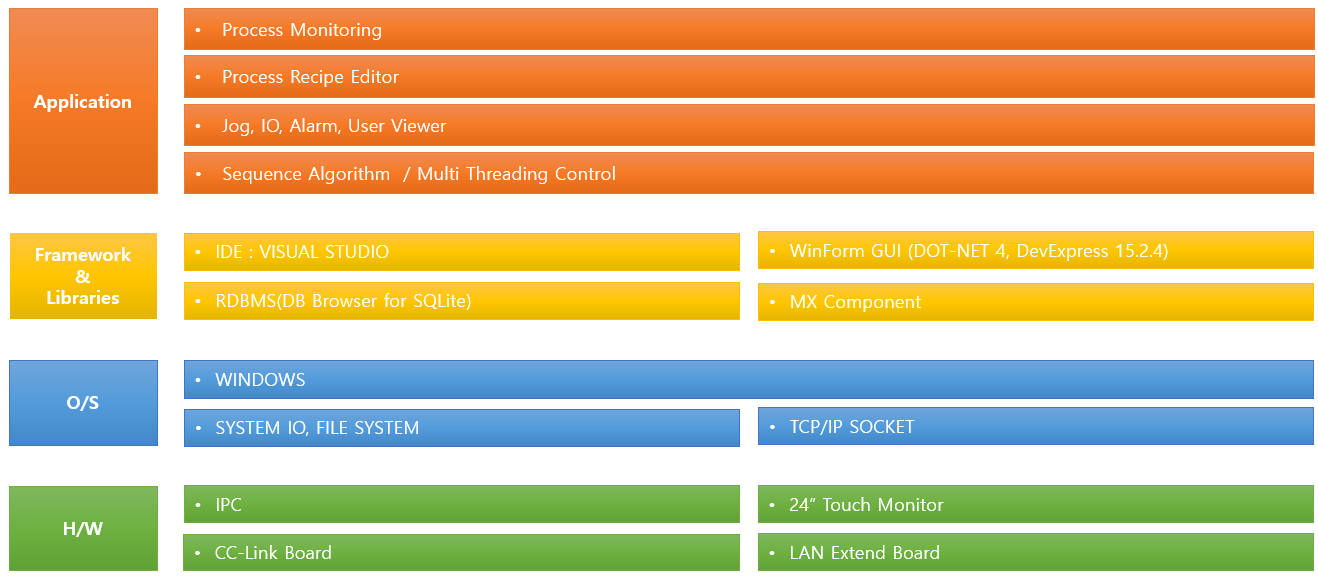 Application
• Process Monitoring
• Process Recipe Editor
• Jog, IO, Alarm, User Viewer
• Sequence Algorithm / Multi Threading Control
Framework
&
Libraries
• IDE : VISUAL STUDIO
• WinForm GUI (DOT-NET 4, DevExpress 15.2.4)
• RDBMS(DB Browser for SQLite)
• MX Component
O/S
• WINDOWS
• SYSTEM IO, FILE SYSTEM
• TCP/IP SOCKET
H/W
• IPC
• 24” Touch Monitor
• CC-Link Board
• LAN Extend Board